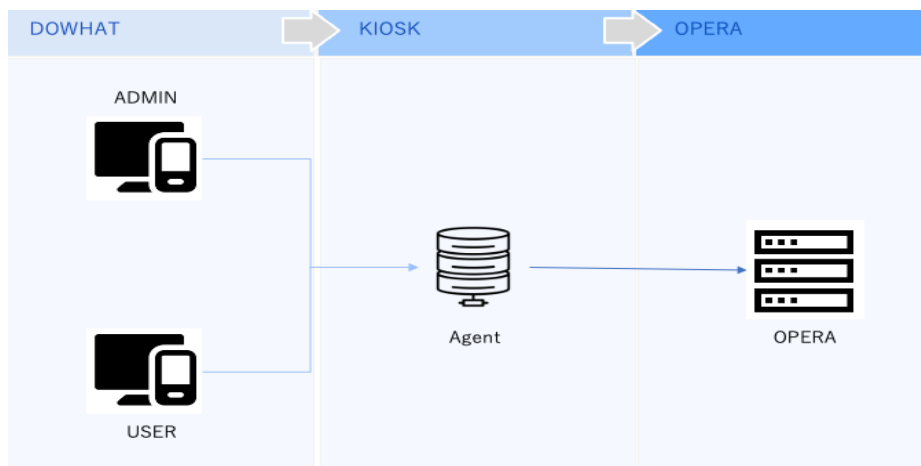 DOWHAT
KIOSK
OPERA
ADMIN
Agent
OPERA
USER